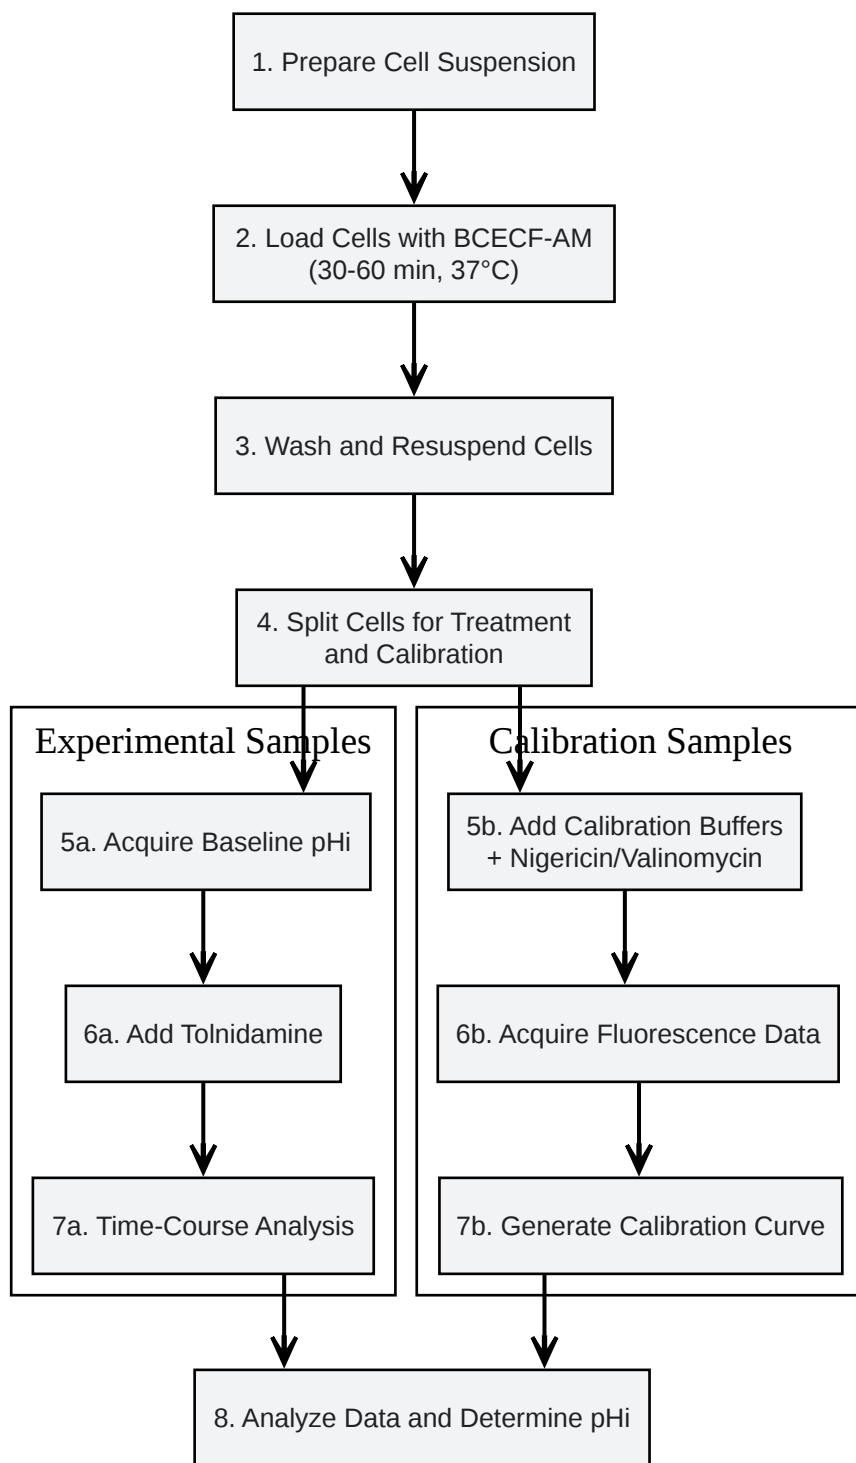 1. Prepare Cell Suspension
2. Load Cells with BCECF-AM
(30-60 min, 37°C)
3. Wash and Resuspend Cells
4. Split Cells for Treatment
and Calibration
Experimental Samples
5a. Acquire Baseline pHi
6a. Add Tolnidamine
7a. Time-Course Analysis
Calibration Samples
5b. Add Calibration Buffers
+ Nigericin/Valinomycin
6b. Acquire Fluorescence Data
7b. Generate Calibration Curve
8. Analyze Data and Determine pHi